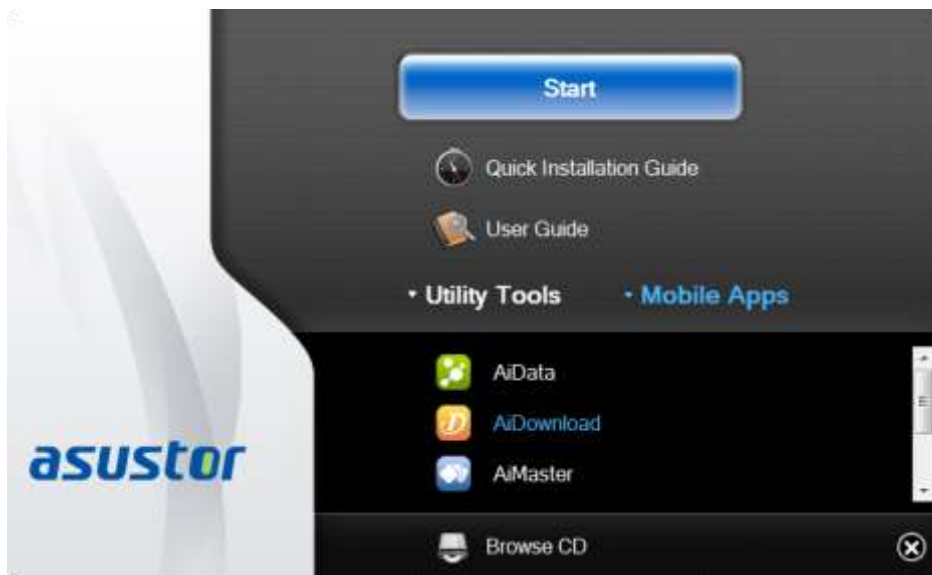 Start
Quick Installation Guide
User Guide
Utility Tools
Mobile Apps
AiData
AiDownload
AiMaster
asustor
Browse CD